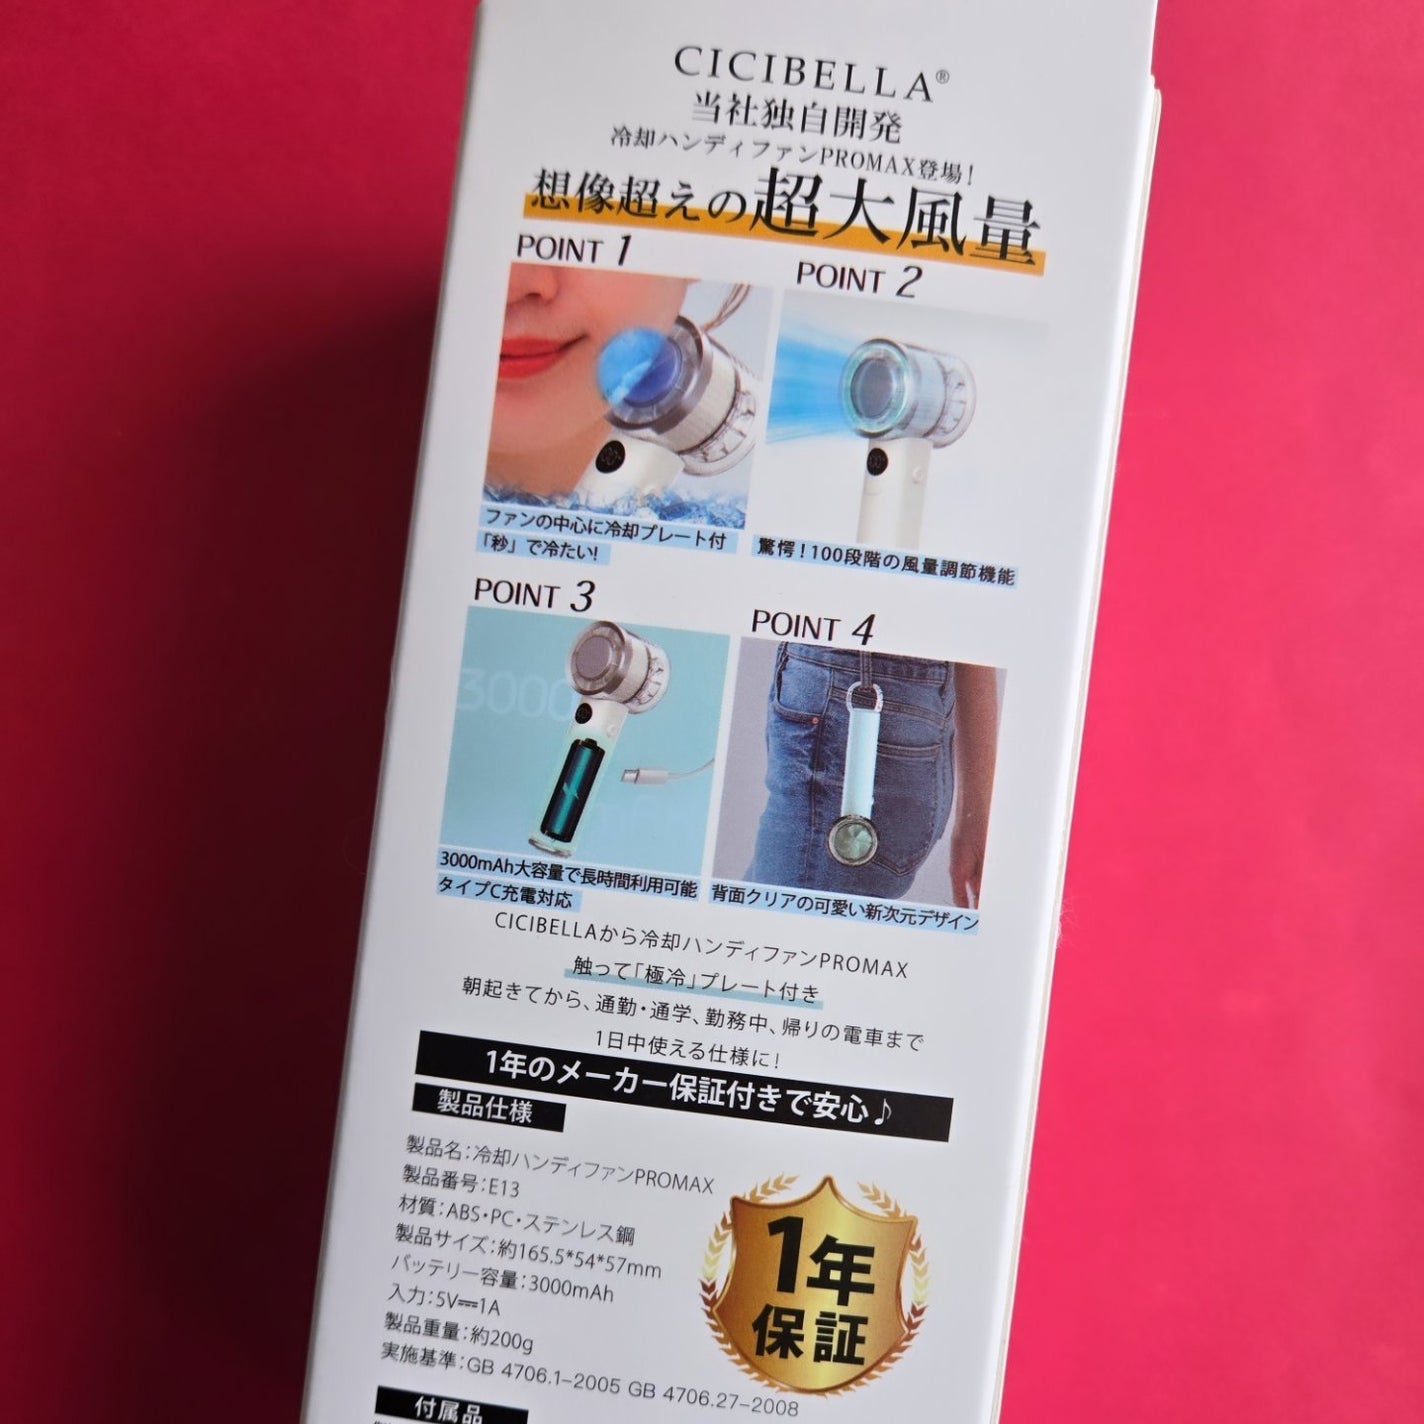 CICIBELLA®
当社独自開発
冷却ハンディファンPROMAX登場!
想像超えの超大風量
POINT 1
POINT 2
ファンの中心に冷却プレート付
「秒」で冷たい!
驚愕!100段階の風量調節機能
POINT 3
POINT 4
3000
3000mAh大容量で長時間利用可能
タイプC充電対応
背面クリアの可愛い新次元デザイン
CICIBELLAから冷却ハンディファンPROMAX
触って「極冷」プレート付き
朝起きてから、通勤・通学、勤務中、帰りの電車まで
1日中使える仕様に!
1年のメーカー保証付きで安心♪
製品仕様
製品名:冷却ハンディファンPROMAX
製品番号:E13
材質:ABS・PC・ステンレス鋼
製品サイズ:約165.5*54*57mm
バッテリー容量:3000mAh
入力:5V⎓1A
製品重量:約200g
実施基準:GB 4706.1-2005 GB 4706.27-2008
1年
保証
付属品